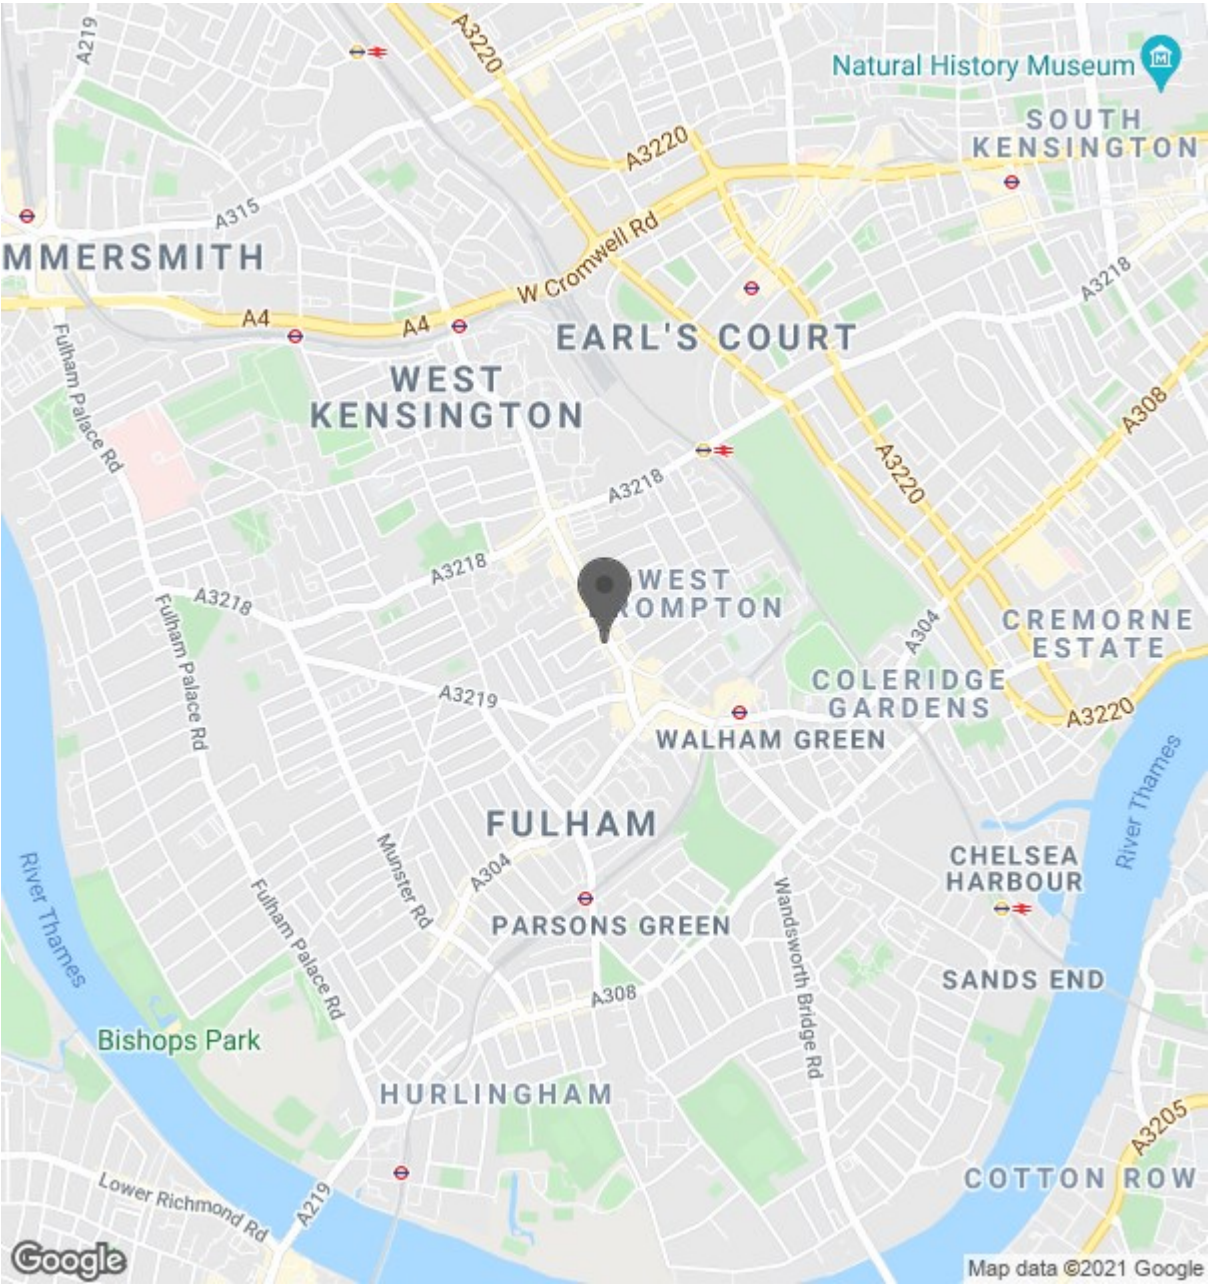 A219
A3220
Natural History Museum
SOUTH
KENSINGTON
A3220
A315
W Cromwell Rd
MMERSMITH
A3218
A4
A4
EARL'S COURT
Fulham Palace Rd
WEST
KENSINGTON
A308
A3220
A3218
A3218
WEST
ROMPTON
A3218
Fulham Palace Rd
A304
CREMORNE
ESTATE
A3219
COLERIDGE
GARDENS
A3220
WALHAM GREEN
River Thames
FULHAM
Munster Rd
A304
CHELSEA
HARBOUR
River Thames
Fulham Palace Rd
PARSONS GREEN
Wandsworth Bridge Rd
SANDS END
A308
Bishops Park
HURLINGHAM
A3205
COTTON ROW
Lower Richmond Rd
A219
Google
Map data ©2021 Google